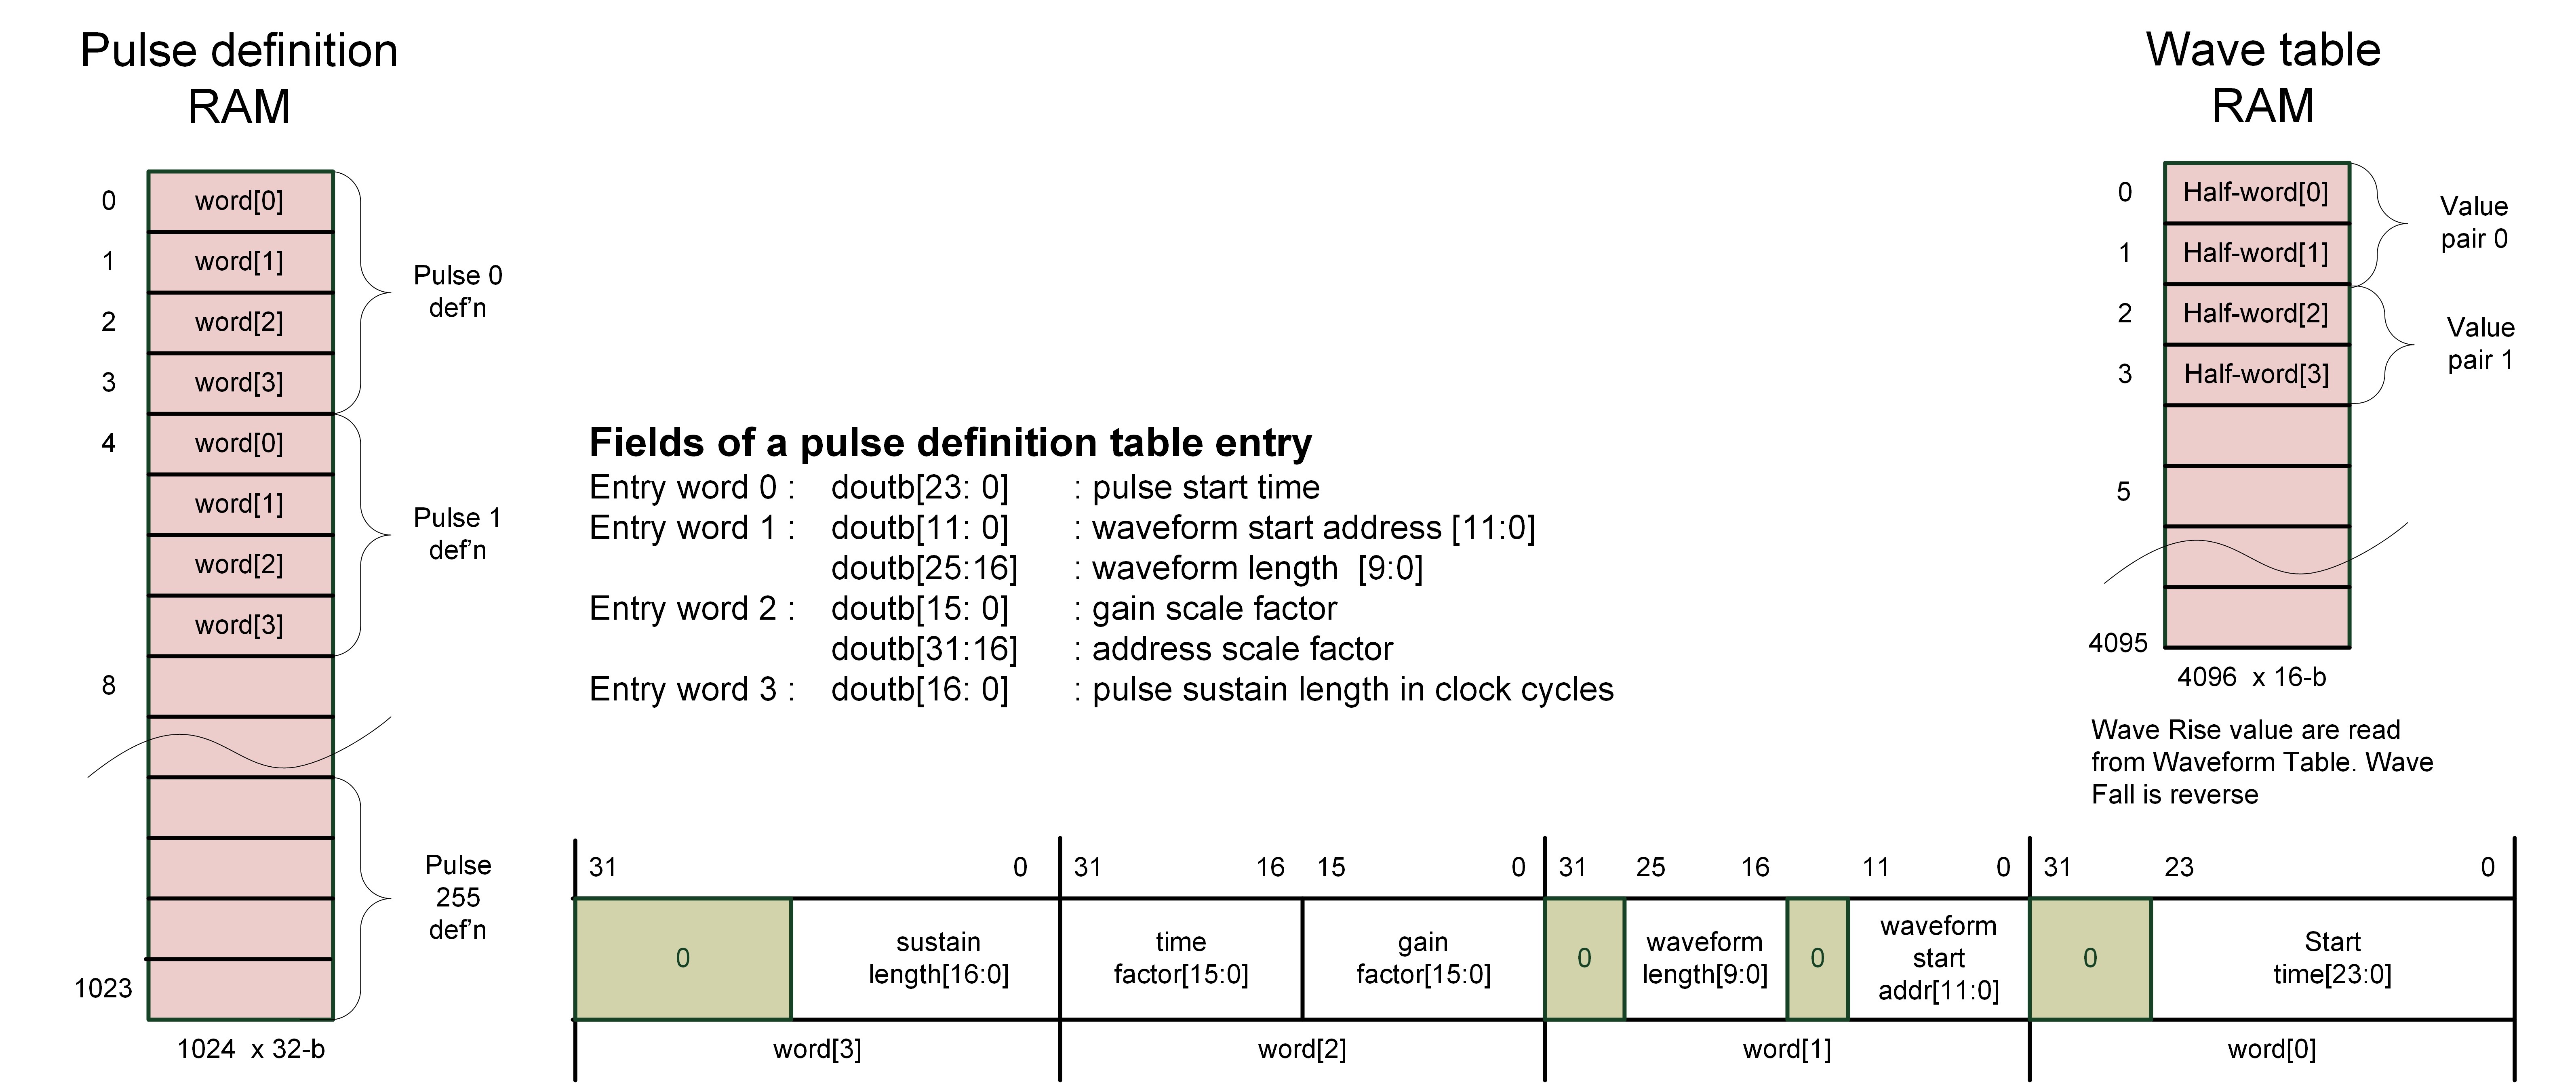 Pulse definition
RAM
0 word[0]
1 word[1]
2 word[2]
3 word[3]
Pulse 0
def’n
4 word[0]
word[1]
word[2]
word[3]
Pulse 1
def’n
8
Pulse
255
def’n
1023
1024 x 32-b
Fields of a pulse definition table entry
Entry word 0 : doutb[23: 0] : pulse start time
Entry word 1 : doutb[11: 0] : waveform start address [11:0]
doutb[25:16] : waveform length [9:0]
Entry word 2 : doutb[15: 0] : gain scale factor
doutb[31:16] : address scale factor
Entry word 3 : doutb[16: 0] : pulse sustain length in clock cycles
Wave table
RAM
0 Half-word[0]
1 Half-word[1]
Value
pair 0
2 Half-word[2]
3 Half-word[3]
Value
pair 1
5
4095
4096 x 16-b
Wave Rise value are read
from Waveform Table. Wave
Fall is reverse
31 0 31 16 15 0 31 25 16 11 0 31 23 0
0
sustain
length[16:0]
time
factor[15:0]
gain
factor[15:0]
0
waveform
length[9:0]
0
waveform
start
addr[11:0]
0
Start
time[23:0]
word[3] word[2] word[1] word[0]